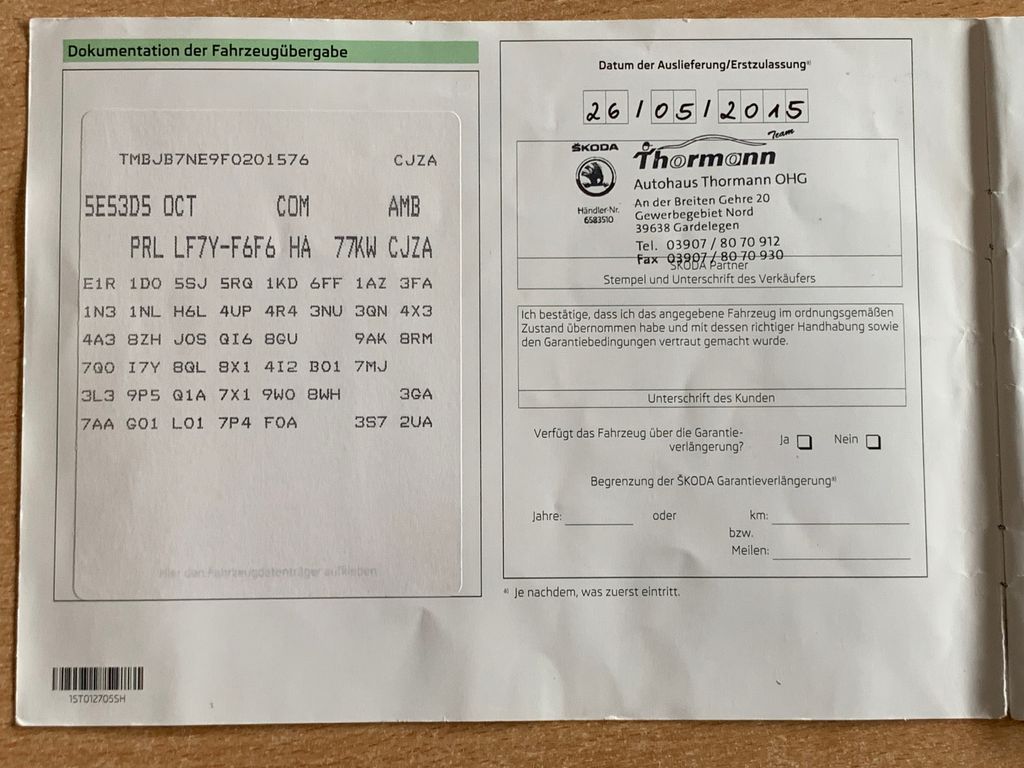 Dokumentation der Fahrzeugübergabe
TMBJB7NE9F0201576 CJZA
5E53D5 OCT COM AMB
PRL LF7Y-F6F6 HA 77KW CJZA
E1R 1D0 5SJ 5RQ 1KD 6FF 1AZ 3FA
1N3 1NL H6L 4UP 4R4 3NU 3QN 4X3
4A3 8ZH J0S QI6 8GU 9AK 8RM
7Q0 I7Y 8QL 8X1 4I2 B01 7MJ
3L3 9P5 Q1A 7X1 9W0 8WH 3GA
7AA G01 L01 7P4 F0A 3S7 2UA
Hier den Fahrzeugdatenträger aufkleben
15T012705SH
Datum der Auslieferung/Erstzulassung⁸⁾
26/05/2015
Team
ŠKODA
Thormann
Autohaus Thormann OHG
An der Breiten Gehre 20
Händler-Nr.
6583510
Gewerbegebiet Nord
39638 Gardelegen
Tel. 03907 / 80 70 912
Fax 03907 / 80 70 930
ŠKODA Partner
Stempel und Unterschrift des Verkäufers
Ich bestätige, dass ich das angegebene Fahrzeug im ordnungsgemäßen
Zustand übernommen habe und mit dessen richtiger Handhabung sowie
den Garantiebedingungen vertraut gemacht wurde.
Unterschrift des Kunden
Verfügt das Fahrzeug über die Garantie-
verlängerung?
Ja Nein
Begrenzung der ŠKODA Garantieverlängerung⁸⁾
Jahre: oder km:
bzw.
Meilen:
⁸⁾ Je nachdem, was zuerst eintritt.